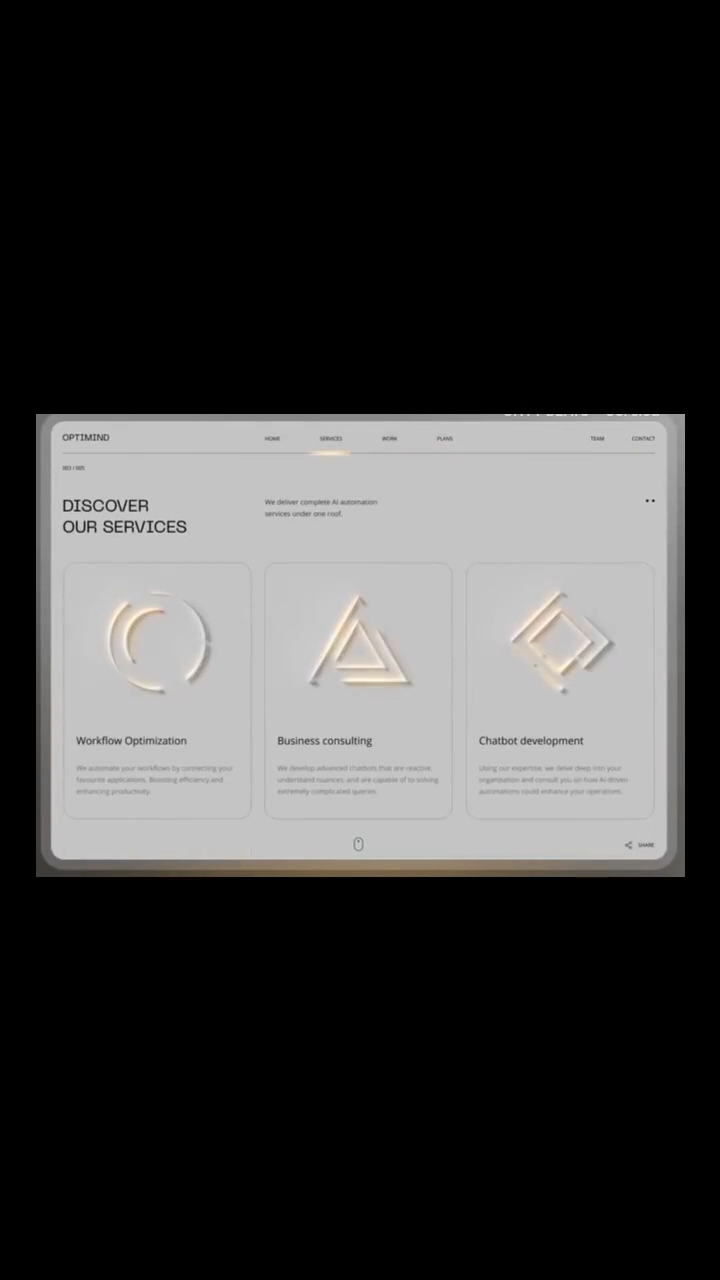 OPTIMIND HOME SERVICES WORK PLANS TEAM CONTACT
003 / 005
DISCOVER
OUR SERVICES
We deliver complete AI automation
services under one roof.
Workflow Optimization
We automate your workflows by connecting your
favourite applications. Boosting efficiency and
enhancing productivity.
Business consulting
We develop advanced chatbots that are reactive,
understand nuances, and are capable of to solving
extremely complicated queries.
Chatbot development
Using our expertise, we delve deep into your
organization and consult you on how AI-driven
automations could enhance your operations.
SHARE